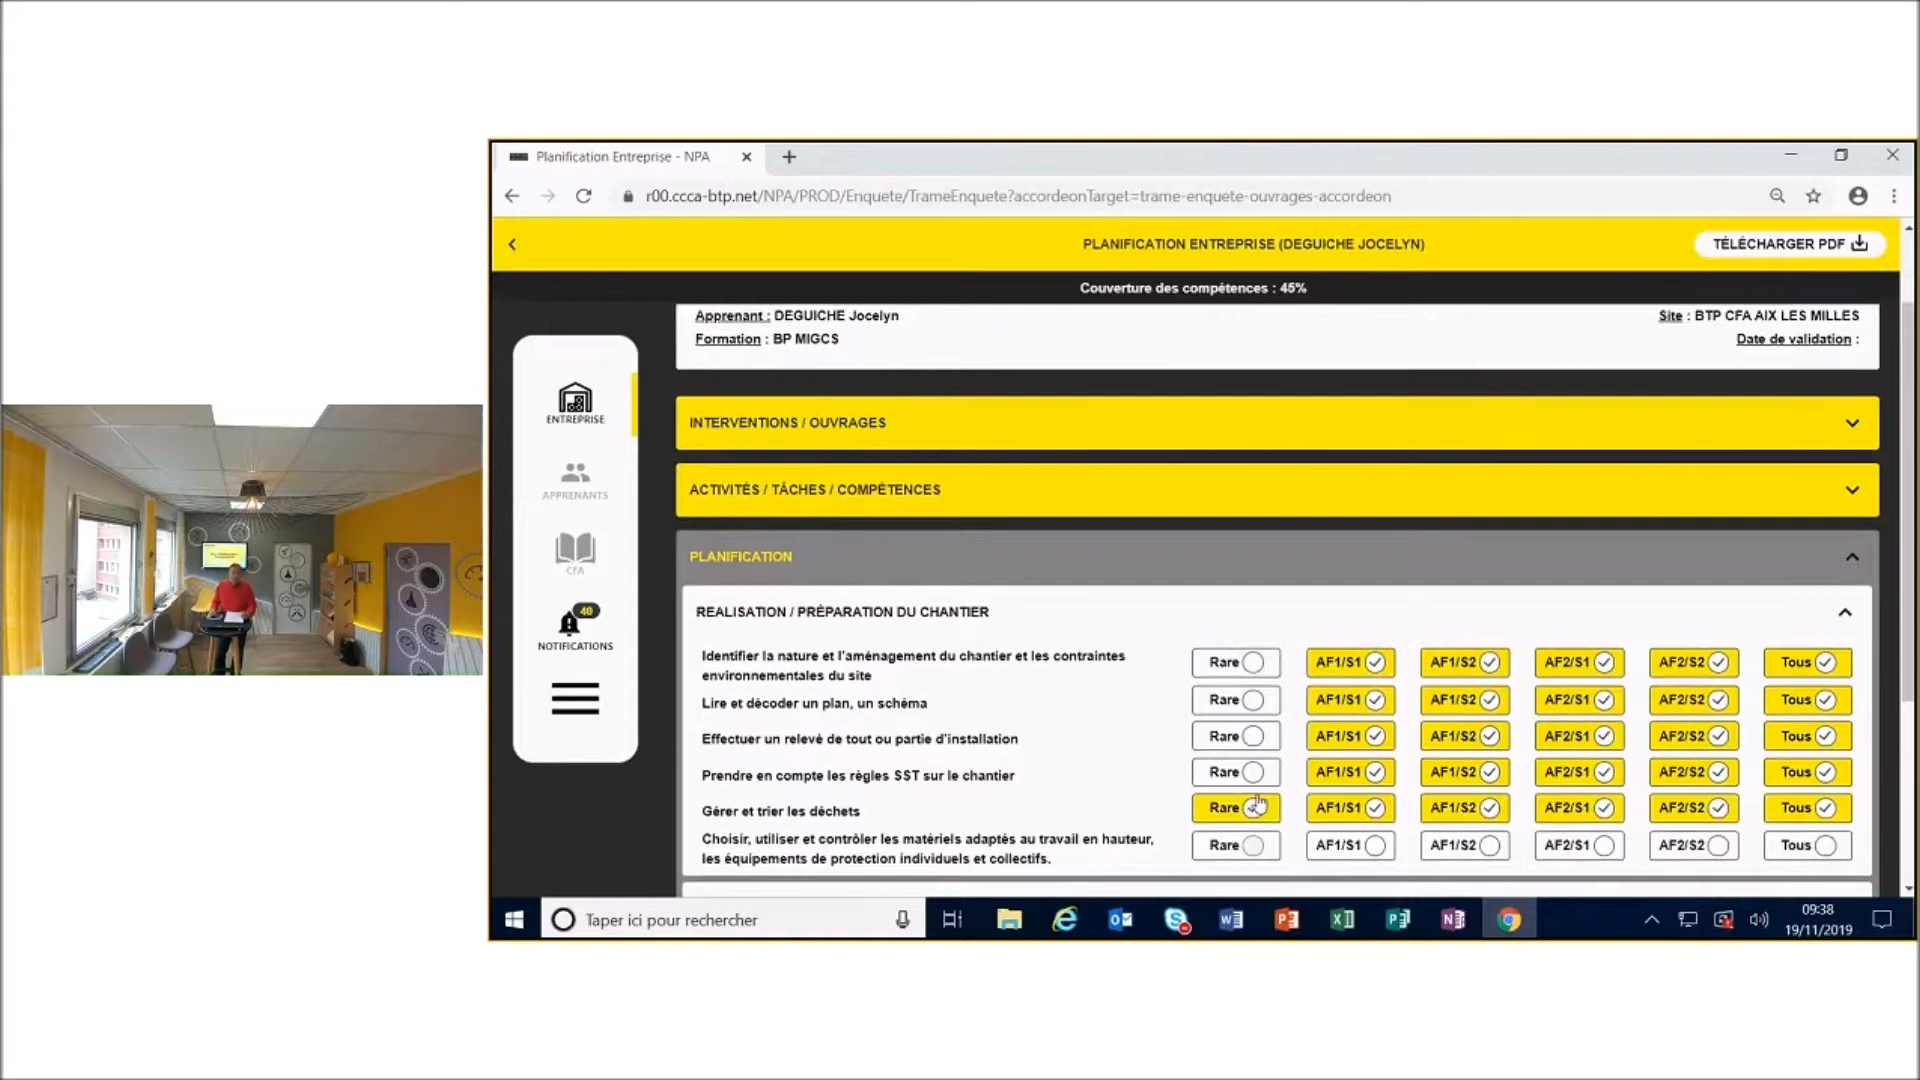 Planification Entreprise - NPA
r00.ccca-btp.net/NPA/PROD/Enquete/TrameEnquete?accordeonTarget=trame-enquete-ouvrages-accordeon
PLANIFICATION ENTREPRISE (DEGUICHE JOCELYN)
TÉLÉCHARGER PDF
Couverture des compétences : 45%
Apprenant : DEGUICHE Jocelyn
Site : BTP CFA AIX LES MILLES
Formation : BP MIGCS
Date de validation :
ENTREPRISE
APPRENANTS
CFA
40
NOTIFICATIONS
INTERVENTIONS / OUVRAGES
ACTIVITÉS / TÂCHES / COMPÉTENCES
PLANIFICATION
REALISATION / PRÉPARATION DU CHANTIER
Identifier la nature et l'aménagement du chantier et les contraintes
environnementales du site
Rare AF1/S1 AF1/S2 AF2/S1 AF2/S2 Tous
Lire et décoder un plan, un schéma
Rare AF1/S1 AF1/S2 AF2/S1 AF2/S2 Tous
Effectuer un relevé de tout ou partie d'installation
Rare AF1/S1 AF1/S2 AF2/S1 AF2/S2 Tous
Prendre en compte les règles SST sur le chantier
Rare AF1/S1 AF1/S2 AF2/S1 AF2/S2 Tous
Gérer et trier les déchets
Rare AF1/S1 AF1/S2 AF2/S1 AF2/S2 Tous
Choisir, utiliser et contrôler les matériels adaptés au travail en hauteur,
les équipements de protection individuels et collectifs.
Rare AF1/S1 AF1/S2 AF2/S1 AF2/S2 Tous
Taper ici pour rechercher
09:38
19/11/2019